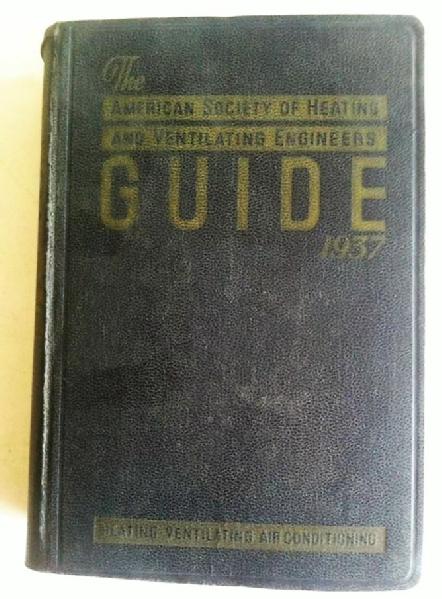 The
AMERICAN SOCIETY OF HEATING
AND VENTILATING ENGINEERS
GUIDE
1937
HEATING VENTILATING AIR CONDITIONING